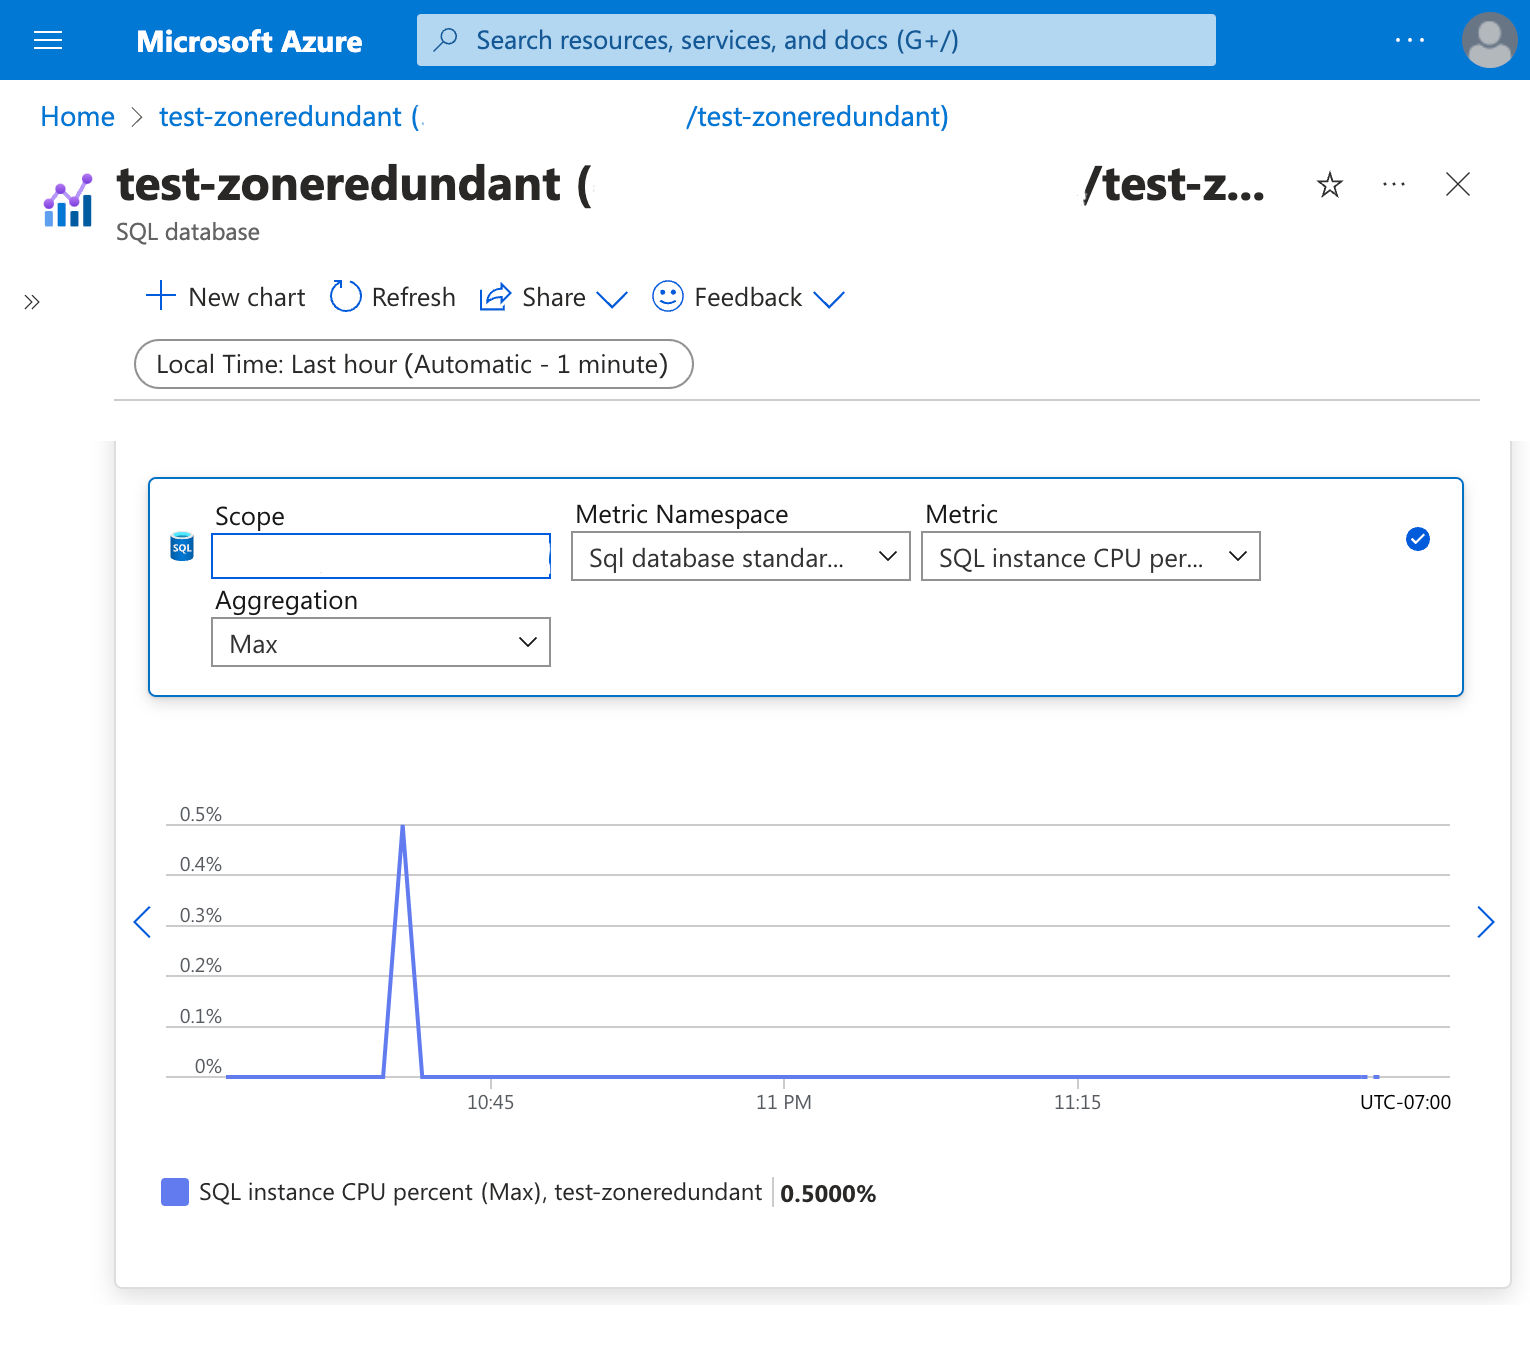 Microsoft Azure
Search resources, services, and docs (G+/)
Home > test-zoneredundant (
/test-zoneredundant)
test-zoneredundant (
/test-z...
SQL database
New chart
Refresh
Share
Feedback
Local Time: Last hour (Automatic - 1 minute)
Scope
Metric Namespace
Metric
SQL
Sql database standar...
SQL instance CPU per...
Aggregation
Max
0.5%
0.4%
0.3%
0.2%
0.1%
0%
10:45
11 PM
11:15
UTC-07:00
SQL instance CPU percent (Max), test-zoneredundant
0.5000%